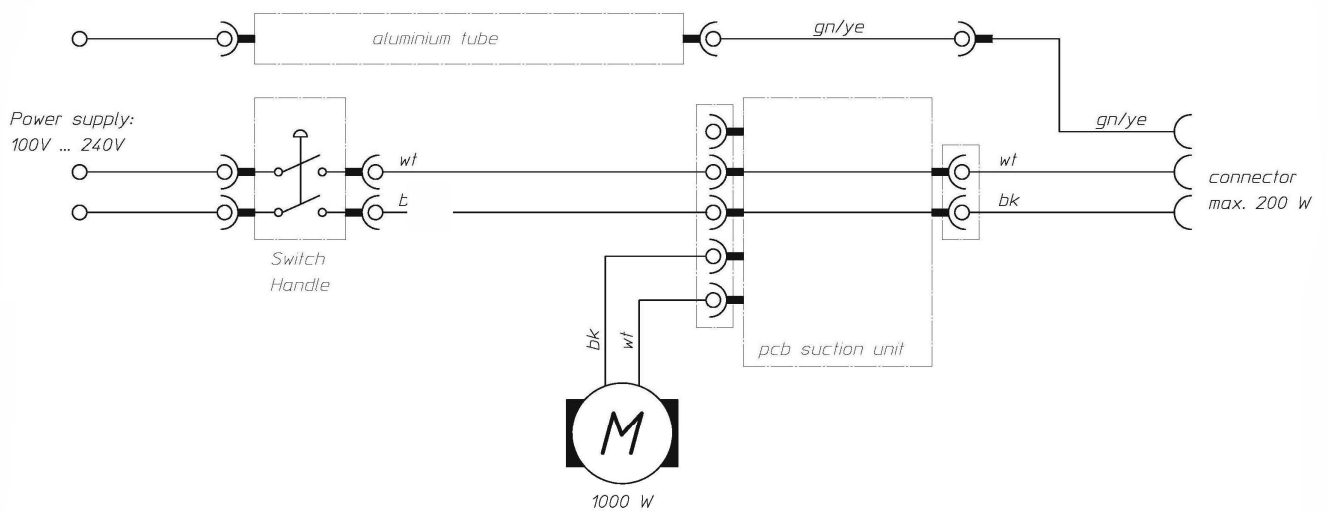 aluminium tube
gn/ye
Power supply:
100V ... 240V
gn/ye
wt
wt
connector
bk
max. 200 W
Switch
Handle
bk
wt
pcb suction unit
M
1000 W